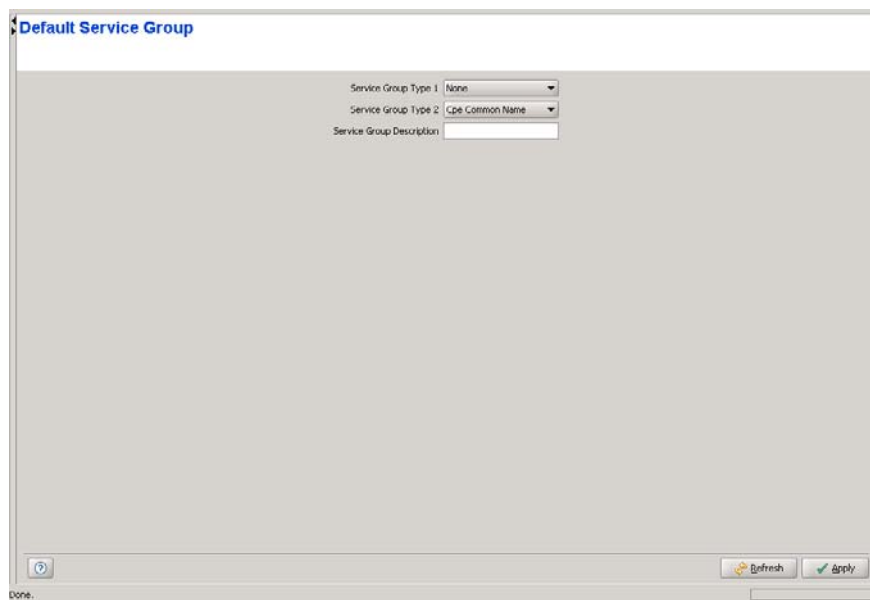 Default Service Group
Service Group Type 1 None
Service Group Type 2 Cpe Common Name
Service Group Description
Refresh Apply
Done.